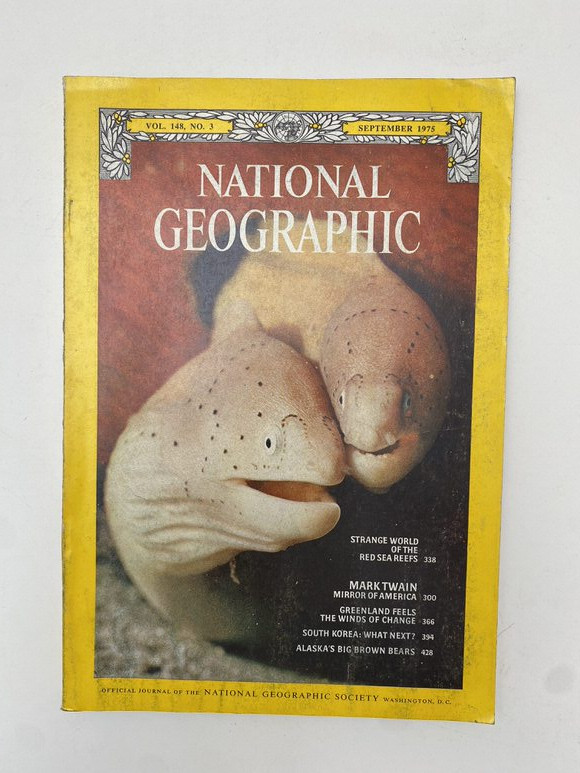 VOL. 148, NO. 3
SEPTEMBER 1975
NATIONAL
GEOGRAPHIC
STRANGE WORLD
OF THE
RED SEA REEFS 338
MARK TWAIN
MIRROR OF AMERICA 300
GREENLAND FEELS
THE WINDS OF CHANGE 366
SOUTH KOREA: WHAT NEXT? 394
ALASKA'S BIG BROWN BEARS 428
OFFICIAL JOURNAL OF THE NATIONAL GEOGRAPHIC SOCIETY WASHINGTON, D.C.